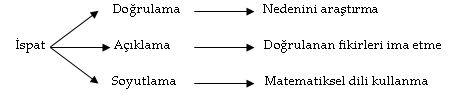 Doğrulama Nedenini araştırma
İspat Açıklama Doğrulanan fikirleri ima etme
Soyutlama Matematiksel dili kullanma